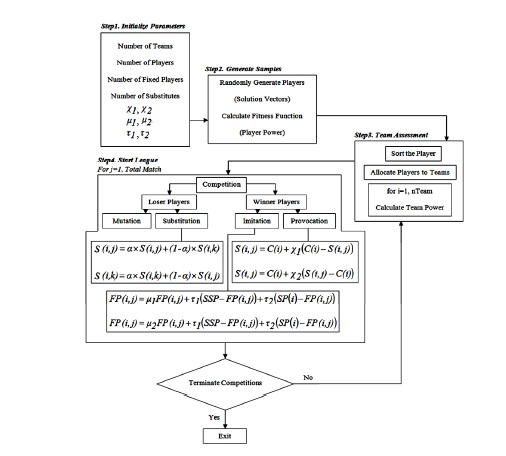 Step1. Initialize Parameters
Number of Teams
Number of Players
Number of Fixed Players
Number of Substitutes
χ1, χ2
μ1, μ2
τ1, τ2
Step2. Generate Samples
Randomly Generate Players
(Solution Vectors)
Calculate Fitness Function
(Player Power)
Step3. Team Assessment
Sort the Player
Allocate Players to Teams
for i=1, nTeam
Calculate Team Power
Step4. Start League
For j=1, Total Match
Competition
Loser Players
Winner Players
Mutation
Substitution
Imitation
Provocation
S(i,j)=α×S(i,j)+(1-α)×S(i,k)
S(i,k)=α×S(i,k)+(1-α)×S(i,j)
S(i,j)=C(i)+χ1(C(i)−S(i,j))
S(i,j)=C(i)+χ2(S(i,j)−C(i))
FP(i,j)=μ1FP(i,j)+τ1(SSP−FP(i,j))+τ2(SP(i)−FP(i,j))
FP(i,j)=μ2FP(i,j)+τ1(SSP−FP(i,j))+τ2(SP(i)−FP(i,j))
Terminate Competitions
No
Yes
Exit